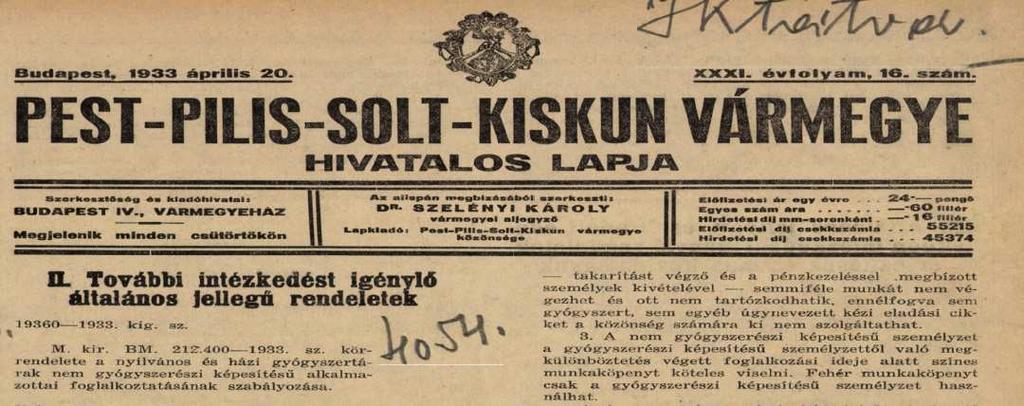 Iktatva.
Budapest, 1933 április 20.
XXXI. évfolyam, 16. szám.
PEST-PILIS-SOLT-KISKUN VÁRMEGYE
HIVATALOS LAPJA
Szerkesztőség és kiadóhivatal:
BUDAPEST IV., VÁRMEGYEHÁZ
Megjelenik minden csütörtökön
Az alispán megbízásából szerkeszti:
DR. SZELÉNYI KÁROLY
vármegyei aljegyző
Lapkiadó: Pest-Pilis-Solt-Kiskun vármegye
közönsége
Előfizetési ár egy évre . . 24·— pengő
Egyes szám ára . . . . . . —·60 fillér
Hirdetési díj mm-soronként . —·16 fillér
Előfizetési díj csekkszámla . . . 55215
Hirdetési díj csekkszámla . . . 45374
II. További intézkedést igénylő
általános jellegű rendeletek
19360—1933. kig. sz.
4054.
M. kir. BM. 212.400—1933. sz. kör-
rendelete a nyilvános és házi gyógyszertá
rak nem gyógyszerészi képesítésű alkalma-
zottai foglalkoztatásának szabályozása.
— takarítást végző és a pénzkezeléssel .megbízott
személyek kivételével — semmiféle munkát nem vé-
gezhet és ott nem tartózkodhatik, ennélfogva sem
gyógyszert, sem egyéb úgynevezett kézi eladási cik-
ket a közönség számára ki nem szolgáltathat.
3. A nem gyógyszerészi képesítésű személyzet
a gyógyszerészi képesítésű személyzettől való meg-
különböztetés végett foglalkozási ideje alatt színes
munkaköpenyt köteles viselni. Fehér munkaköpenyt
csak a gyógyszerészi képesítésű személyzet hasz-
nálhat.